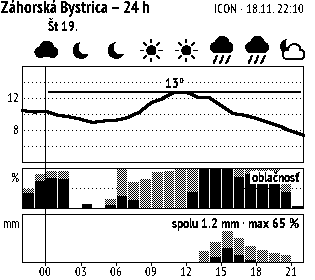 Záhorská Bystrica – 24 h
ICON · 18.11. 22:10
Št 19.
13°
12
8
%
oblačnosť
mm
spolu 1.2 mm · max 65 %
00 03 06 09 12 15 18 21